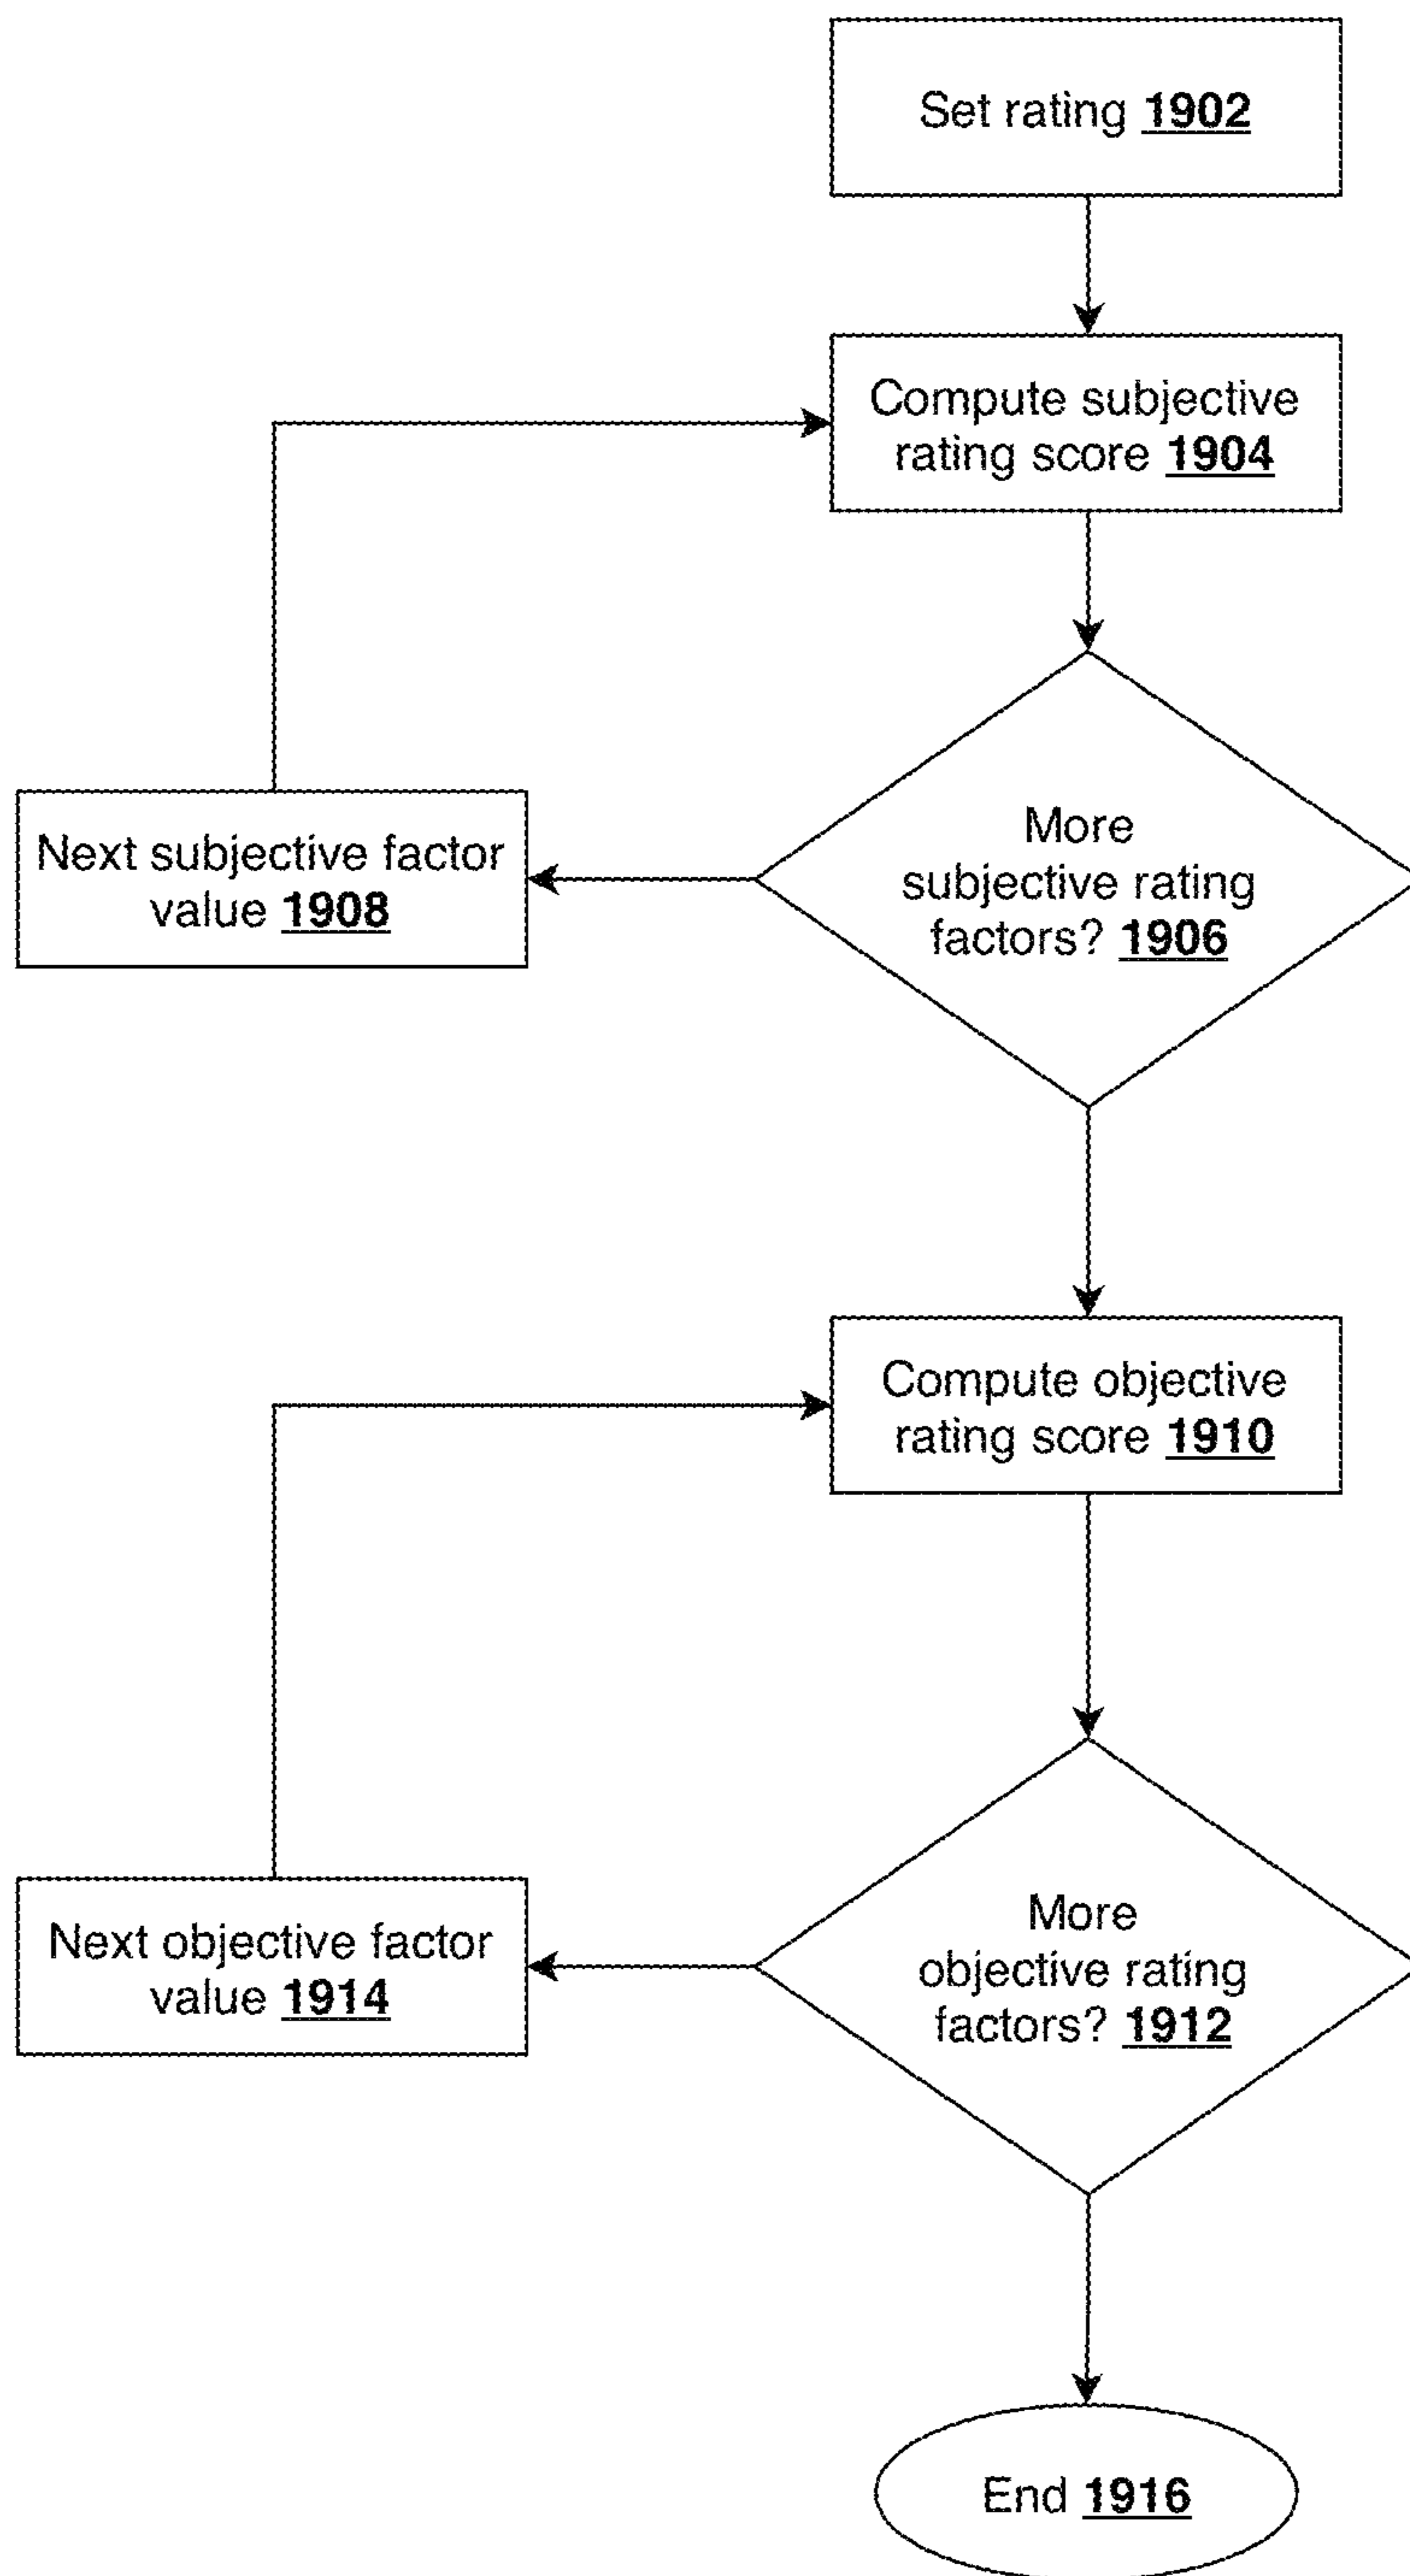 Set rating 1902
Compute subjective
rating score 1904
More
subjective rating
factors? 1906
Next subjective factor
value 1908
Compute objective
rating score 1910
More
objective rating
factors? 1912
Next objective factor
value 1914
End 1916